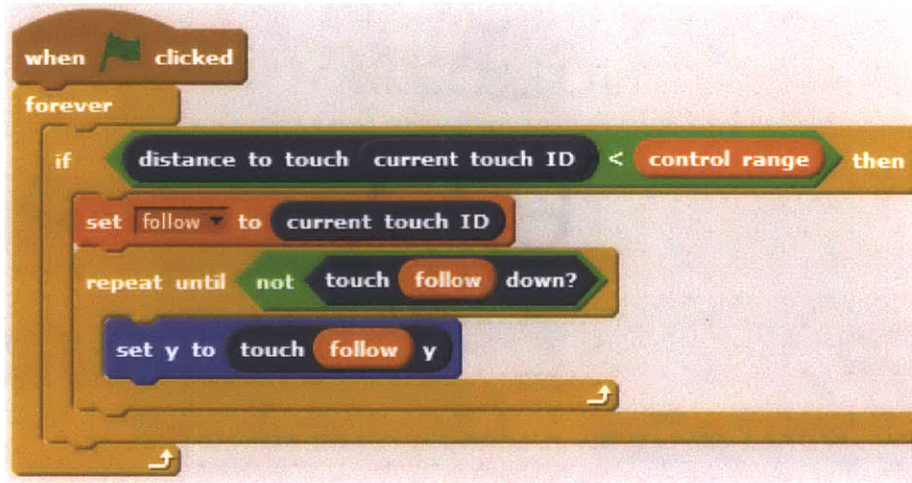 when clicked
forever
if distance to touch current touch ID < control range then
set follow to current touch ID
repeat until not touch follow down?
set y to touch follow y